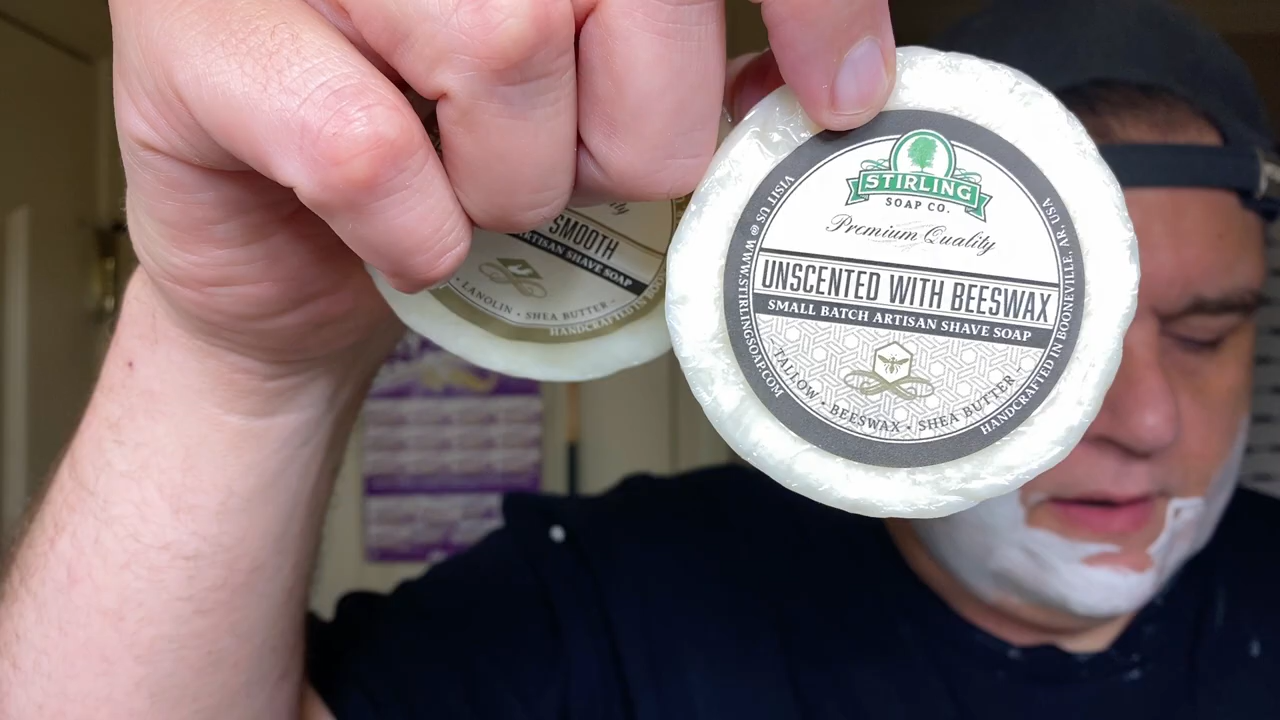 STIRLING
SOAP CO.
Premium Quality
UNSCENTED WITH BEESWAX
SMALL BATCH ARTISAN SHAVE SOAP
TALLOW • BEESWAX • SHEA BUTTER
VISIT US @ WWW.STIRLINGSOAP.COM
HANDCRAFTED IN BOONEVILLE, AR, USA
SMOOTH
ARTISAN SHAVE SOAP
LANOLIN • SHEA BUTTER
HANDCRAFTED IN